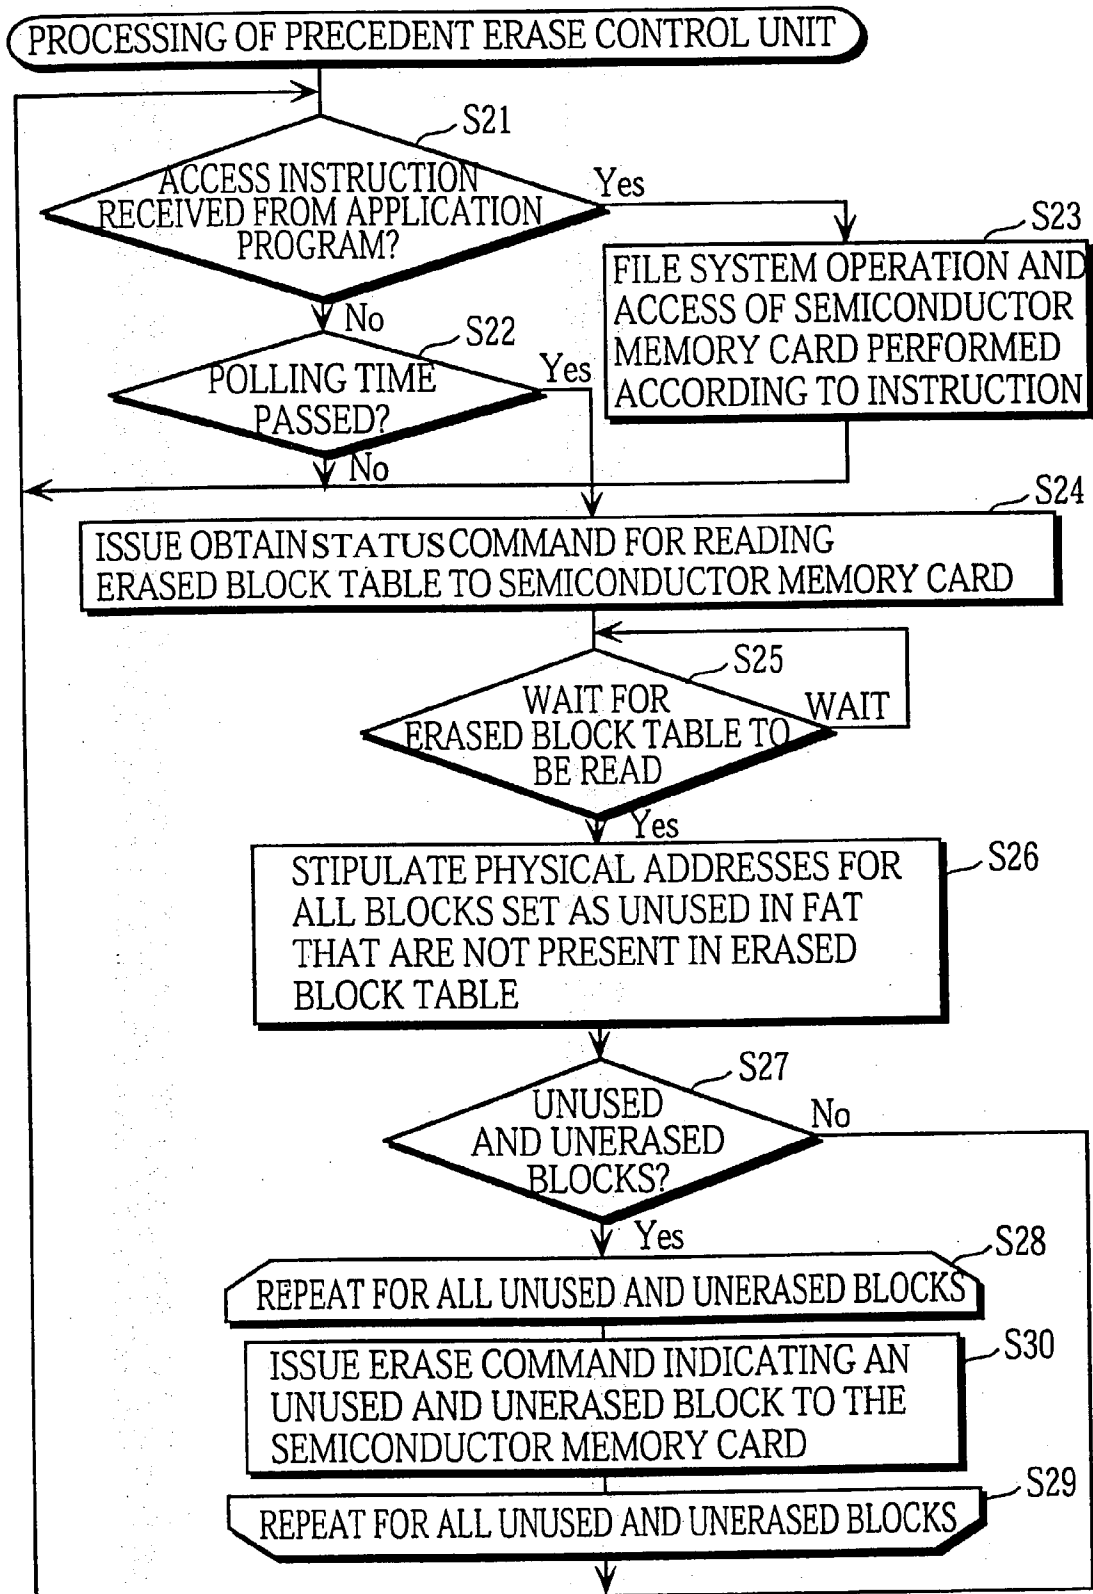 PROCESSING OF PRECEDENT ERASE CONTROL UNIT
S21
ACCESS INSTRUCTION
RECEIVED FROM APPLICATION
PROGRAM?
Yes
No
S23
FILE SYSTEM OPERATION AND
ACCESS OF SEMICONDUCTOR
MEMORY CARD PERFORMED
ACCORDING TO INSTRUCTION
S22
POLLING TIME
PASSED?
Yes
No
S24
ISSUE OBTAIN STATUS COMMAND FOR READING
ERASED BLOCK TABLE TO SEMICONDUCTOR MEMORY CARD
S25
WAIT FOR
ERASED BLOCK TABLE TO
BE READ
WAIT
Yes
S26
STIPULATE PHYSICAL ADDRESSES FOR
ALL BLOCKS SET AS UNUSED IN FAT
THAT ARE NOT PRESENT IN ERASED
BLOCK TABLE
S27
UNUSED
AND UNERASED
BLOCKS?
No
Yes
S28
REPEAT FOR ALL UNUSED AND UNERASED BLOCKS
S30
ISSUE ERASE COMMAND INDICATING AN
UNUSED AND UNERASED BLOCK TO THE
SEMICONDUCTOR MEMORY CARD
S29
REPEAT FOR ALL UNUSED AND UNERASED BLOCKS